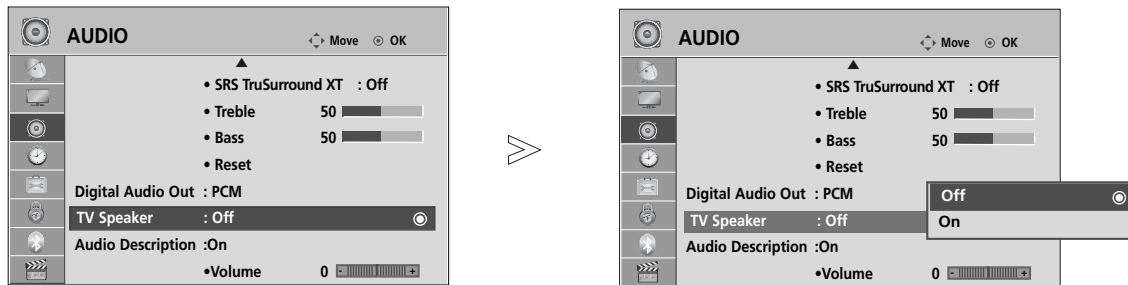 AUDIO
Move OK
• SRS TruSurround XT : Off
• Treble 50
• Bass 50
• Reset
Digital Audio Out : PCM
TV Speaker : Off
Audio Description :On
•Volume 0 - +
AUDIO
Move OK
• SRS TruSurround XT : Off
• Treble 50
• Bass 50
• Reset
Digital Audio Out : PCM
TV Speaker : Off
Off
On
Audio Description :On
•Volume 0 - +